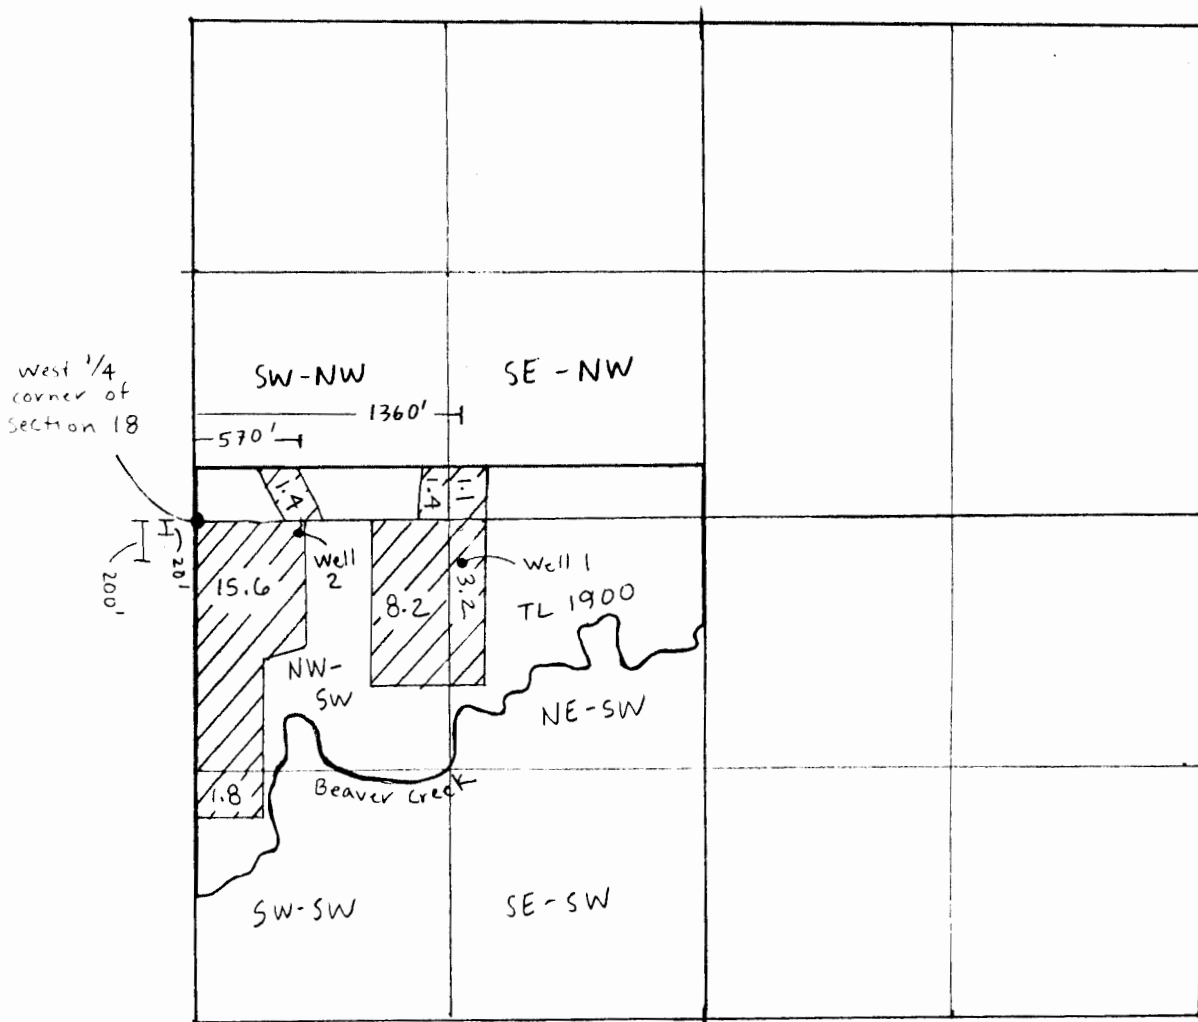 West 1/4
corner of
section 18
SW-NW
SE-NW
1360'
570'
1.4
1.4
1.1
20'
200'
15.6
Well
2
8.2
3.2
Well 1
TL 1900
NW-
SW
NE-SW
1.8
Beaver Creek
SW-SW
SE-SW